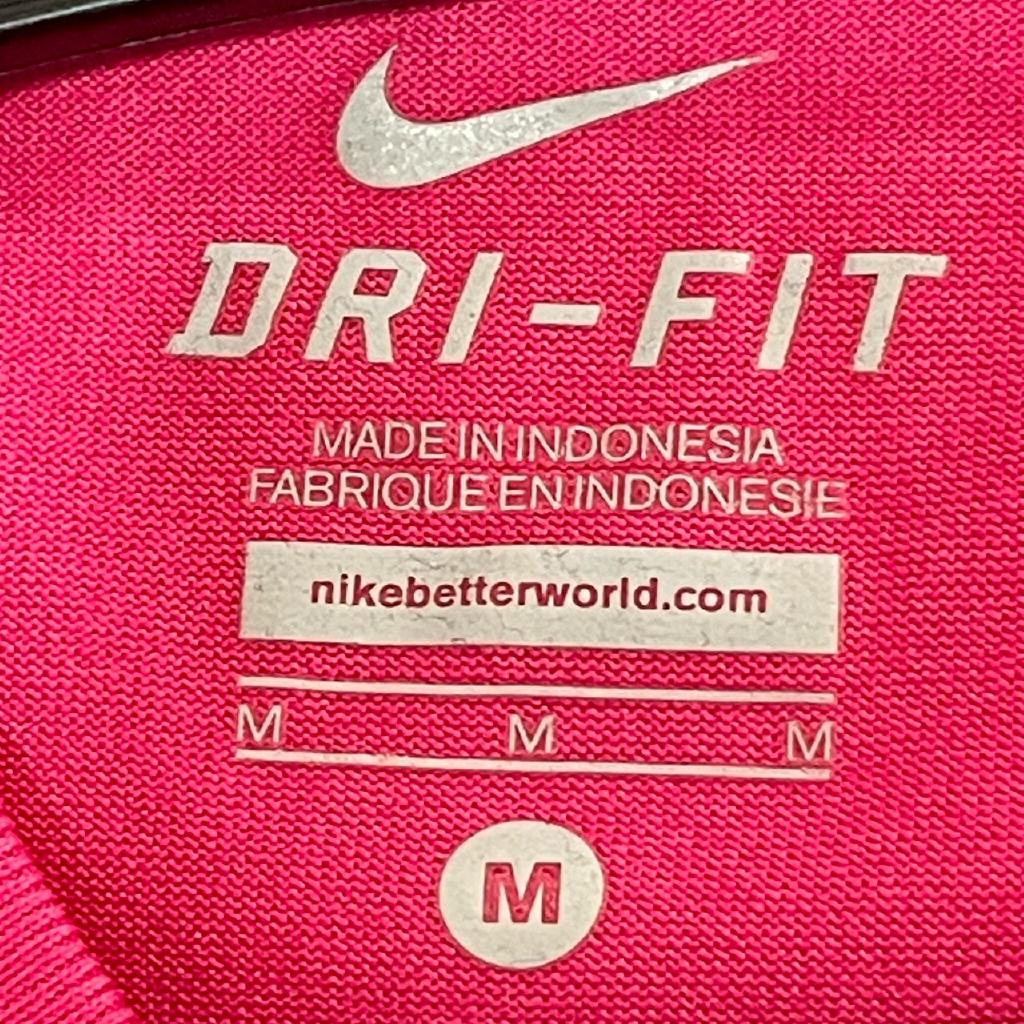 DRI-FIT
MADE IN INDONESIA
FABRIQUE EN INDONESIE
nikebetterworld.com
M M M
M